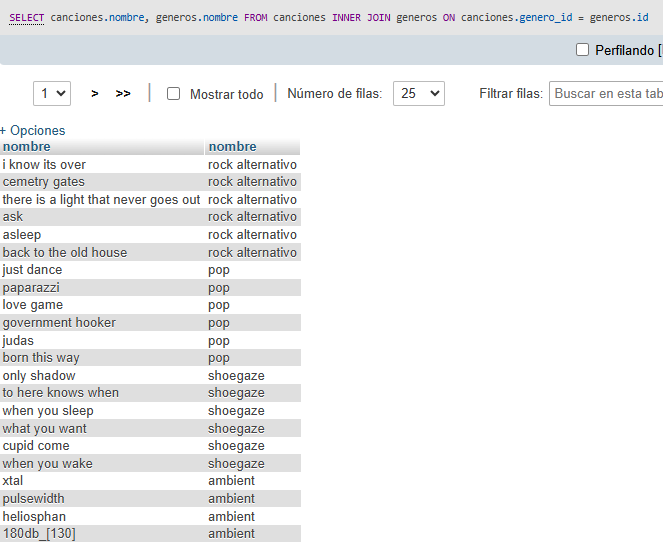 SELECT canciones.nombre, generos.nombre FROM canciones INNER JOIN generos ON canciones.genero_id = generos.id
Perfilando [
1 > >> | Mostrar todo | Número de filas: 25 Filtrar filas: Buscar en esta tab
+ Opciones
nombre nombre
i know its over rock alternativo
cemetry gates rock alternativo
there is a light that never goes out rock alternativo
ask rock alternativo
asleep rock alternativo
back to the old house rock alternativo
just dance pop
paparazzi pop
love game pop
government hooker pop
judas pop
born this way pop
only shadow shoegaze
to here knows when shoegaze
when you sleep shoegaze
what you want shoegaze
cupid come shoegaze
when you wake shoegaze
xtal ambient
pulsewidth ambient
heliosphan ambient
180db_[130] ambient